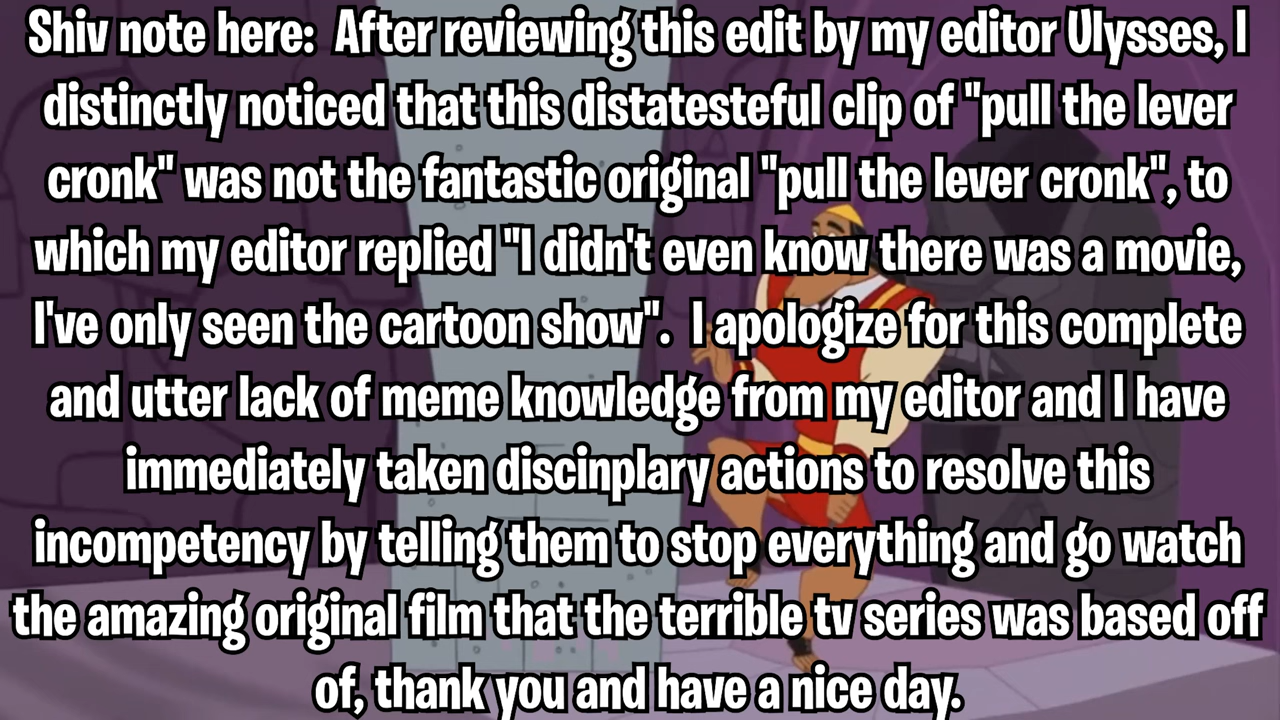 Shiv note here:  After reviewing this edit by my editor Ulysses, I
distinctly noticed that this distatesteful clip of "pull the lever
cronk" was not the fantastic original "pull the lever cronk", to
which my editor replied "I didn't even know there was a movie,
I've only seen the cartoon show".  I apologize for this complete
and utter lack of meme knowledge from my editor and I have
immediately taken discinplary actions to resolve this
incompetency by telling them to stop everything and go watch
the amazing original film that the terrible tv series was based off
of, thank you and have a nice day.